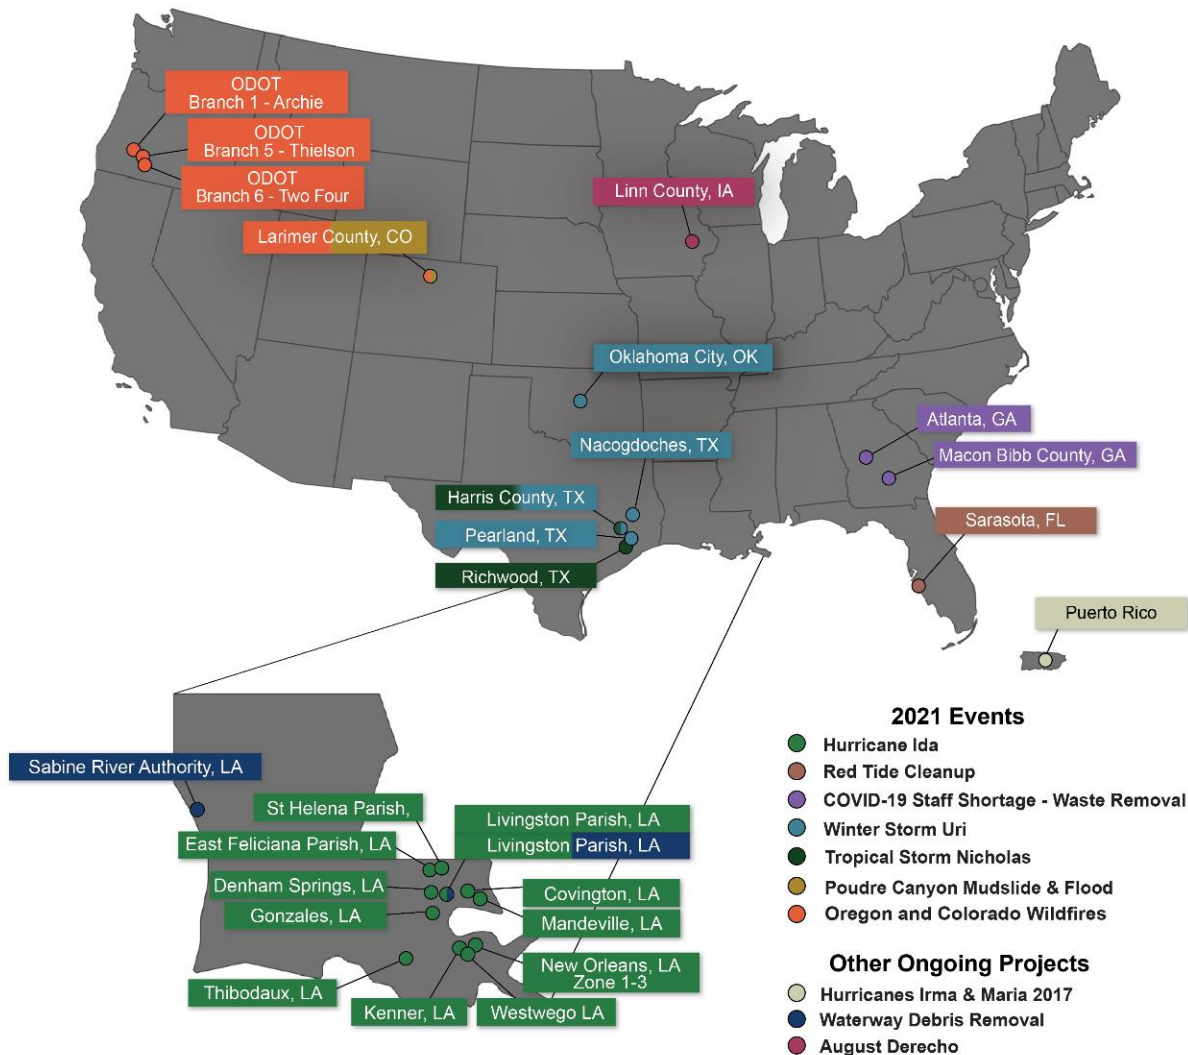 ODOT
Branch 1 - Archie
ODOT
Branch 5 - Thielson
ODOT
Branch 6 - Two Four
Larimer County, CO
Linn County, IA
Oklahoma City, OK
Nacogdoches, TX
Harris County, TX
Pearland, TX
Richwood, TX
Atlanta, GA
Macon Bibb County, GA
Sarasota, FL
Puerto Rico
Sabine River Authority, LA
St Helena Parish,
Livingston Parish, LA
Livingston Parish, LA
East Feliciana Parish, LA
Denham Springs, LA
Gonzales, LA
Covington, LA
Mandeville, LA
New Orleans, LA
Zone 1-3
Thibodaux, LA
Kenner, LA
Westwego LA
2021 Events
Hurricane Ida
Red Tide Cleanup
COVID-19 Staff Shortage - Waste Removal
Winter Storm Uri
Tropical Storm Nicholas
Poudre Canyon Mudslide & Flood
Oregon and Colorado Wildfires
Other Ongoing Projects
Hurricanes Irma & Maria 2017
Waterway Debris Removal
August Derecho